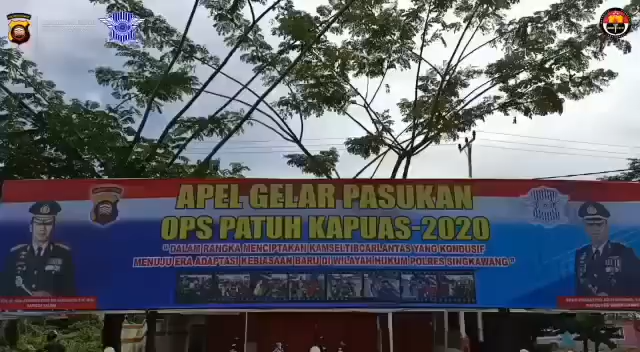 APEL GELAR PASUKAN
OPS PATUH KAPUAS-2020
" DALAM RANGKA MENCIPTAKAN KAMSELTIBCARLANTAS YANG KONDUSIF
MENUJU ERA ADAPTASI KEBIASAAN BARU DI WILAYAH HUKUM POLRES SINGKAWANG "